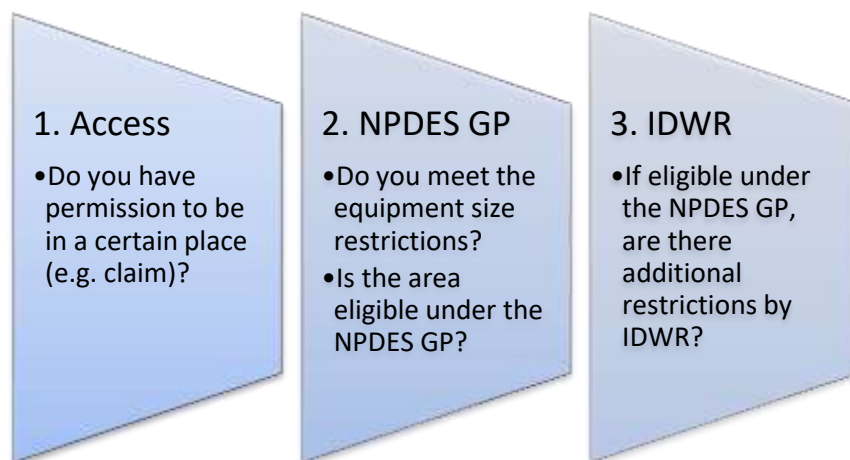 1. Access
•Do you have
permission to be
in a certain place
(e.g. claim)?
2. NPDES GP
•Do you meet the
equipment size
restrictions?
•Is the area
eligible under the
NPDES GP?
3. IDWR
•If eligible under
the NPDES GP,
are there
additional
restrictions by
IDWR?